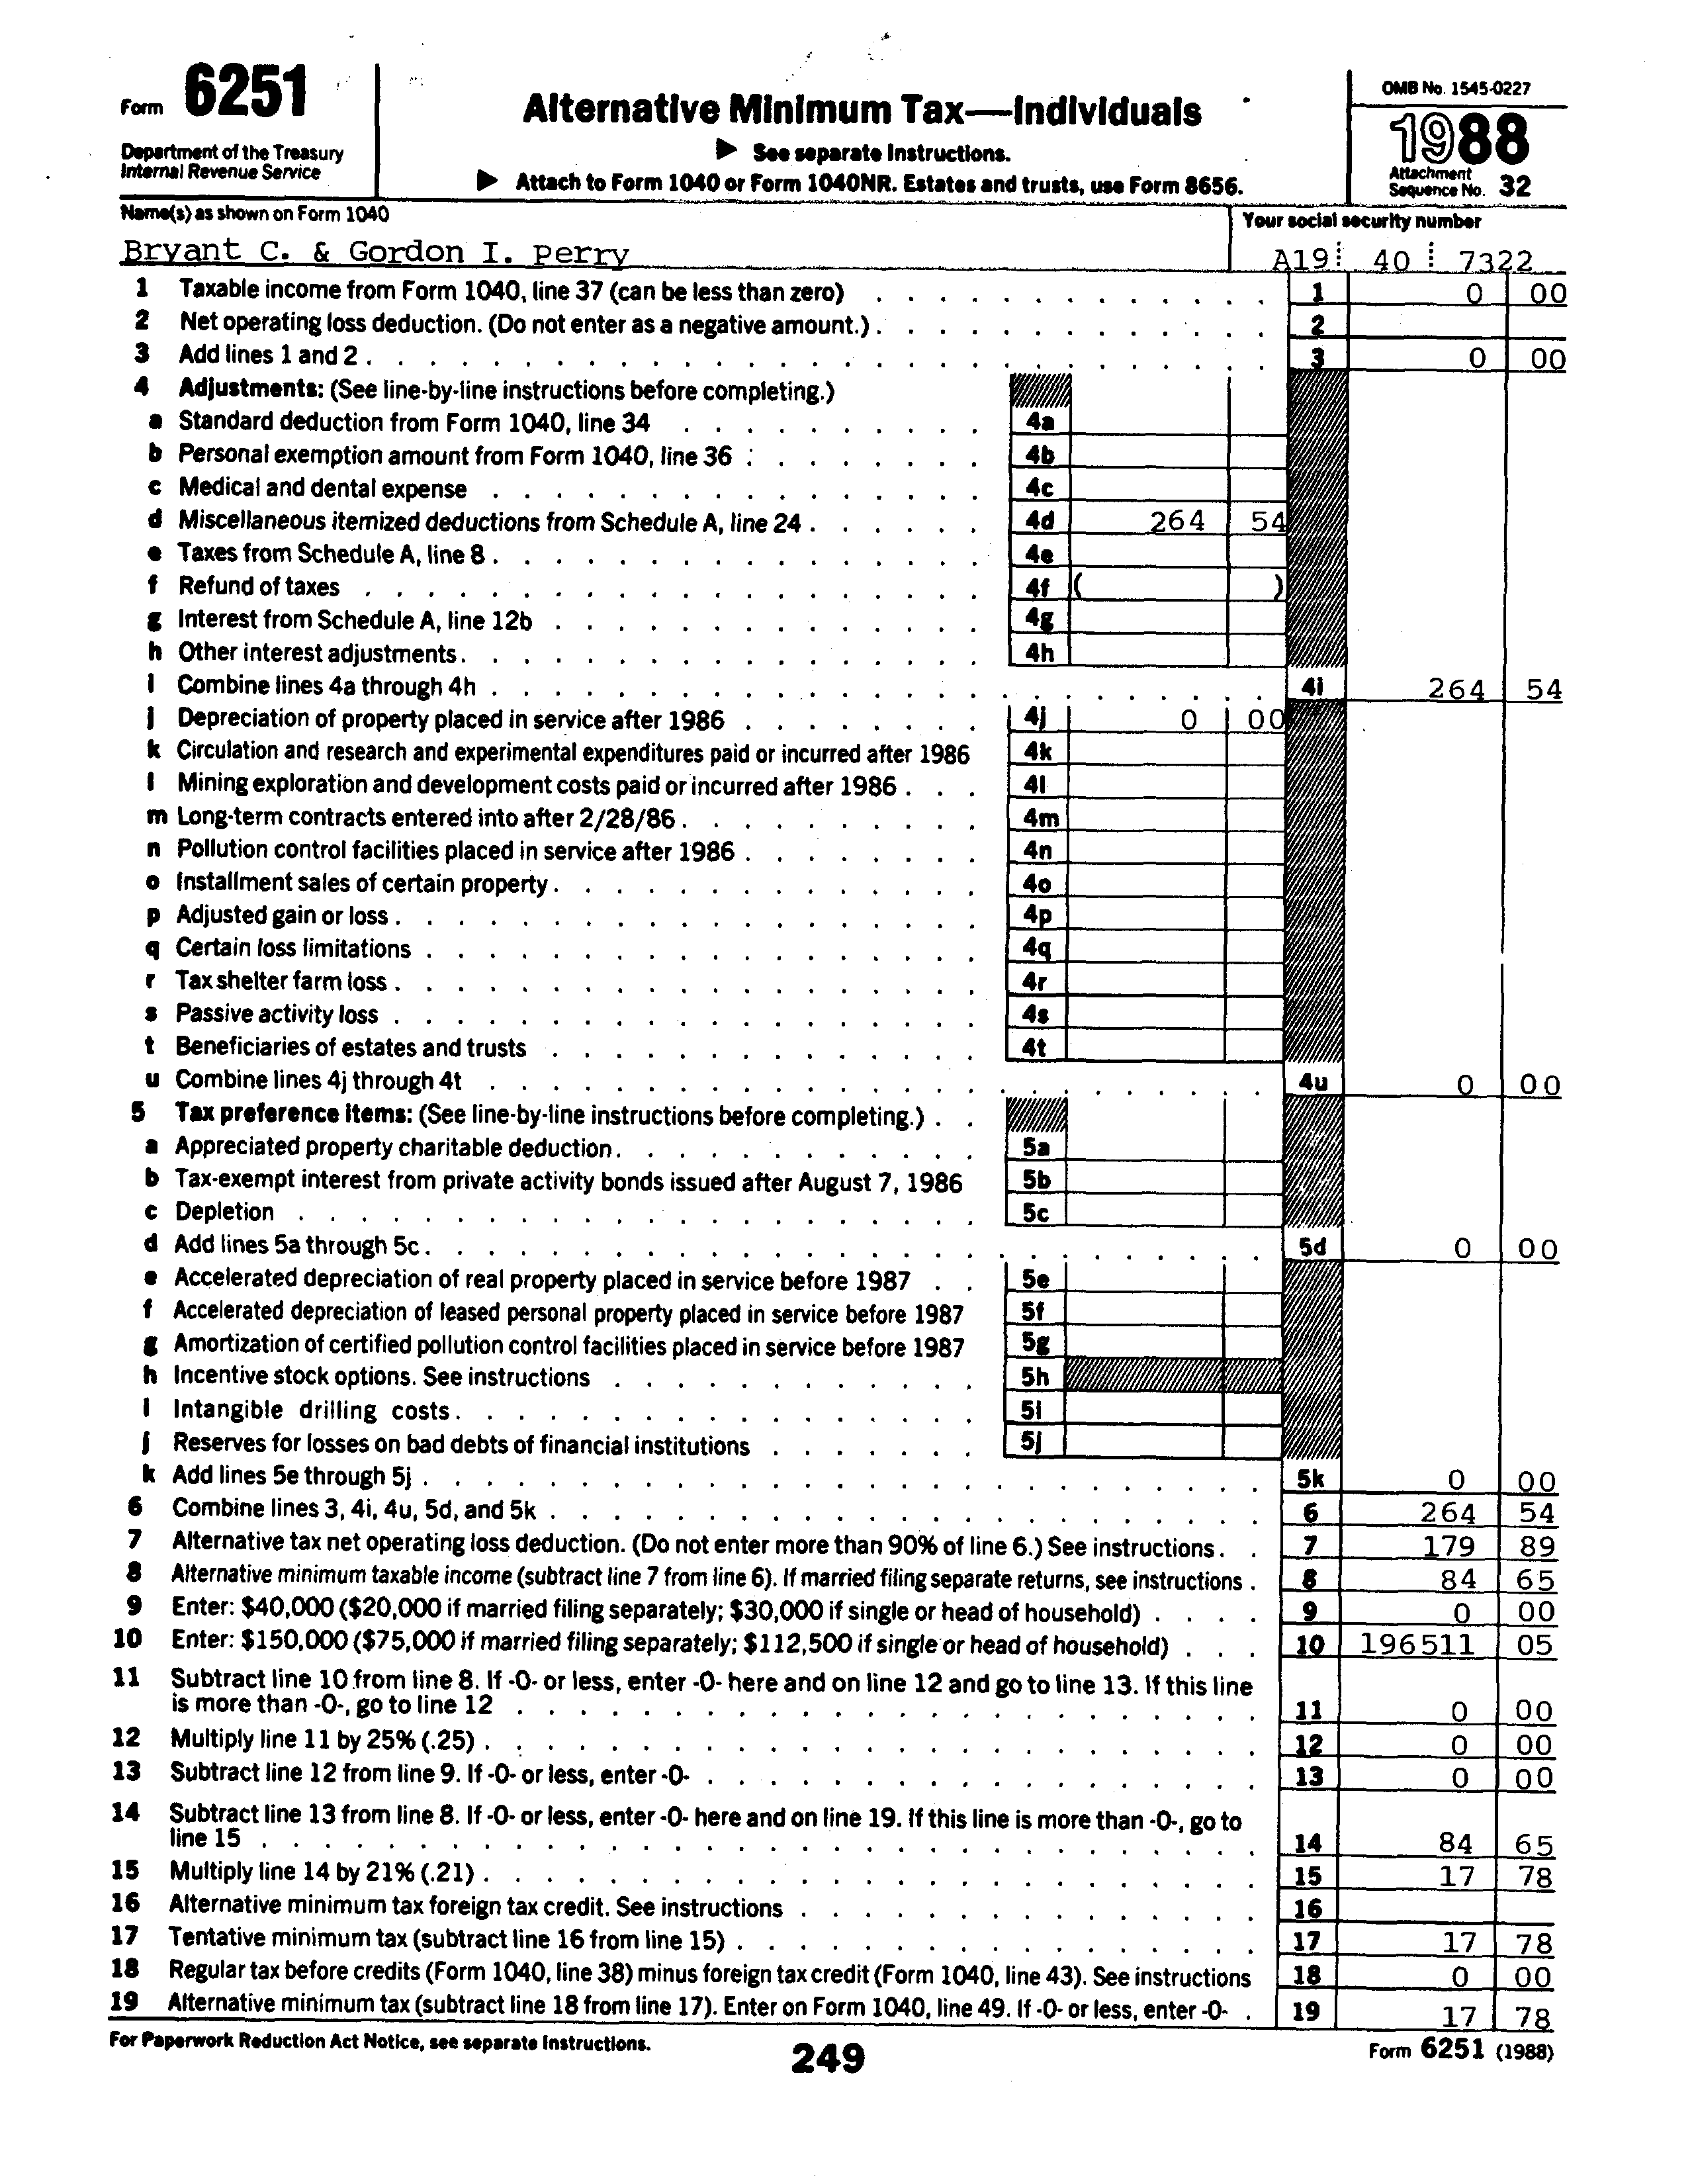 Form 6251
Department of the Treasury
Internal Revenue Service
Alternative Minimum Tax—Individuals
▶ See separate Instructions.
▶ Attach to Form 1040 or Form 1040NR. Estates and trusts, use Form 8656.
OMB No. 1545-0227
1988
Attachment
Sequence No. 32
Name(s) as shown on Form 1040
Your social security number
Bryant C. & Gordon I. Perry A19 40 7322
1 Taxable income from Form 1040, line 37 (can be less than zero) 1 0 00
2 Net operating loss deduction. (Do not enter as a negative amount.) 2
3 Add lines 1 and 2 3 0 00
4 Adjustments: (See line-by-line instructions before completing.)
a Standard deduction from Form 1040, line 34 4a
b Personal exemption amount from Form 1040, line 36 4b
c Medical and dental expense 4c
d Miscellaneous itemized deductions from Schedule A, line 24 4d 264 54
e Taxes from Schedule A, line 8 4e
f Refund of taxes 4f ( )
g Interest from Schedule A, line 12b 4g
h Other interest adjustments 4h
i Combine lines 4a through 4h 4i 264 54
j Depreciation of property placed in service after 1986 4j 0 00
k Circulation and research and experimental expenditures paid or incurred after 1986 4k
l Mining exploration and development costs paid or incurred after 1986 4l
m Long-term contracts entered into after 2/28/86 4m
n Pollution control facilities placed in service after 1986 4n
o Installment sales of certain property 4o
p Adjusted gain or loss 4p
q Certain loss limitations 4q
r Tax shelter farm loss 4r
s Passive activity loss 4s
t Beneficiaries of estates and trusts 4t
u Combine lines 4j through 4t 4u 0 00
5 Tax preference items: (See line-by-line instructions before completing.)
a Appreciated property charitable deduction 5a
b Tax-exempt interest from private activity bonds issued after August 7, 1986 5b
c Depletion 5c
d Add lines 5a through 5c 5d 0 00
e Accelerated depreciation of real property placed in service before 1987 5e
f Accelerated depreciation of leased personal property placed in service before 1987 5f
g Amortization of certified pollution control facilities placed in service before 1987 5g
h Incentive stock options. See instructions 5h
i Intangible drilling costs 5i
j Reserves for losses on bad debts of financial institutions 5j
k Add lines 5e through 5j 5k 0 00
6 Combine lines 3, 4i, 4u, 5d, and 5k 6 264 54
7 Alternative tax net operating loss deduction. (Do not enter more than 90% of line 6.) See instructions 7 179 89
8 Alternative minimum taxable income (subtract line 7 from line 6). If married filing separate returns, see instructions 8 84 65
9 Enter: $40,000 ($20,000 if married filing separately; $30,000 if single or head of household) 9 0 00
10 Enter: $150,000 ($75,000 if married filing separately; $112,500 if single or head of household) 10 196511 05
11 Subtract line 10 from line 8. If -0- or less, enter -0- here and on line 12 and go to line 13. If this line
is more than -0-, go to line 12 11 0 00
12 Multiply line 11 by 25% (.25) 12 0 00
13 Subtract line 12 from line 9. If -0- or less, enter -0- 13 0 00
14 Subtract line 13 from line 8. If -0- or less, enter -0- here and on line 19. If this line is more than -0-, go to
line 15 14 84 65
15 Multiply line 14 by 21% (.21) 15 17 78
16 Alternative minimum tax foreign tax credit. See instructions 16
17 Tentative minimum tax (subtract line 16 from line 15) 17 17 78
18 Regular tax before credits (Form 1040, line 38) minus foreign tax credit (Form 1040, line 43). See instructions 18 0 00
19 Alternative minimum tax (subtract line 18 from line 17). Enter on Form 1040, line 49. If -0- or less, enter -0- 19 17 78
For Paperwork Reduction Act Notice, see separate Instructions.
249
Form 6251 (1988)